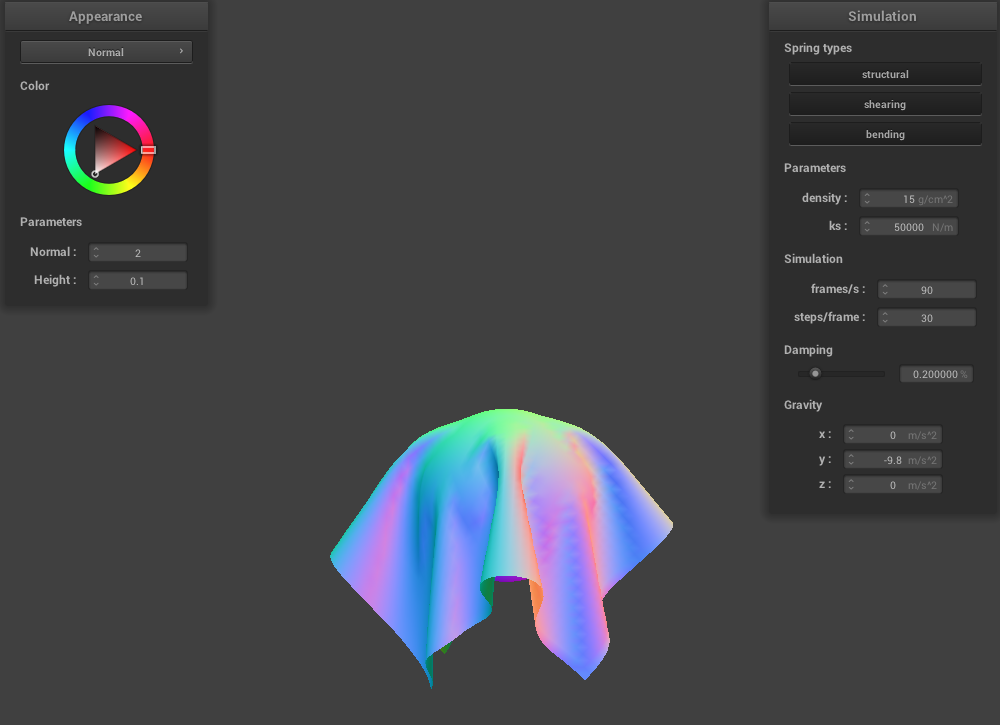 Appearance
Normal
Color
Parameters
Normal :
2
Height :
0.1
Simulation
Spring types
structural
shearing
bending
Parameters
density :
15 g/cm^2
ks :
50000 N/m
Simulation
frames/s :
90
steps/frame :
30
Damping
0.200000 %
Gravity
x :
0 m/s^2
y :
-9.8 m/s^2
z :
0 m/s^2